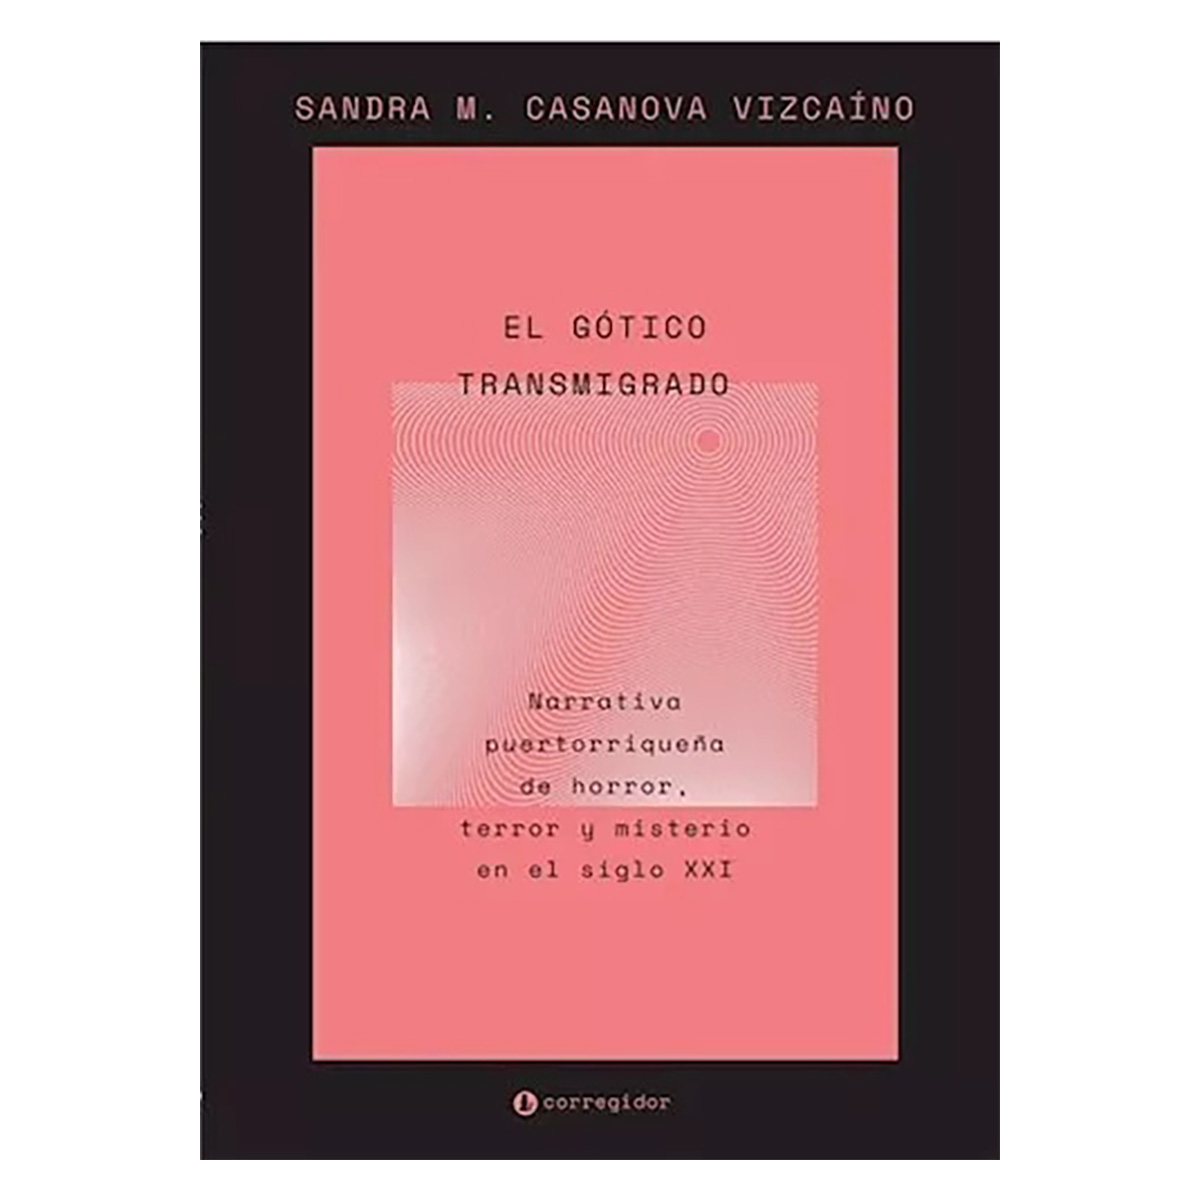 SANDRA M. CASANOVA VIZCAÍNO
EL GÓTICO
TRANSMIGRADO
Narrativa
puertorriqueña
de horror,
terror y misterio
en el siglo XXI
corregidor